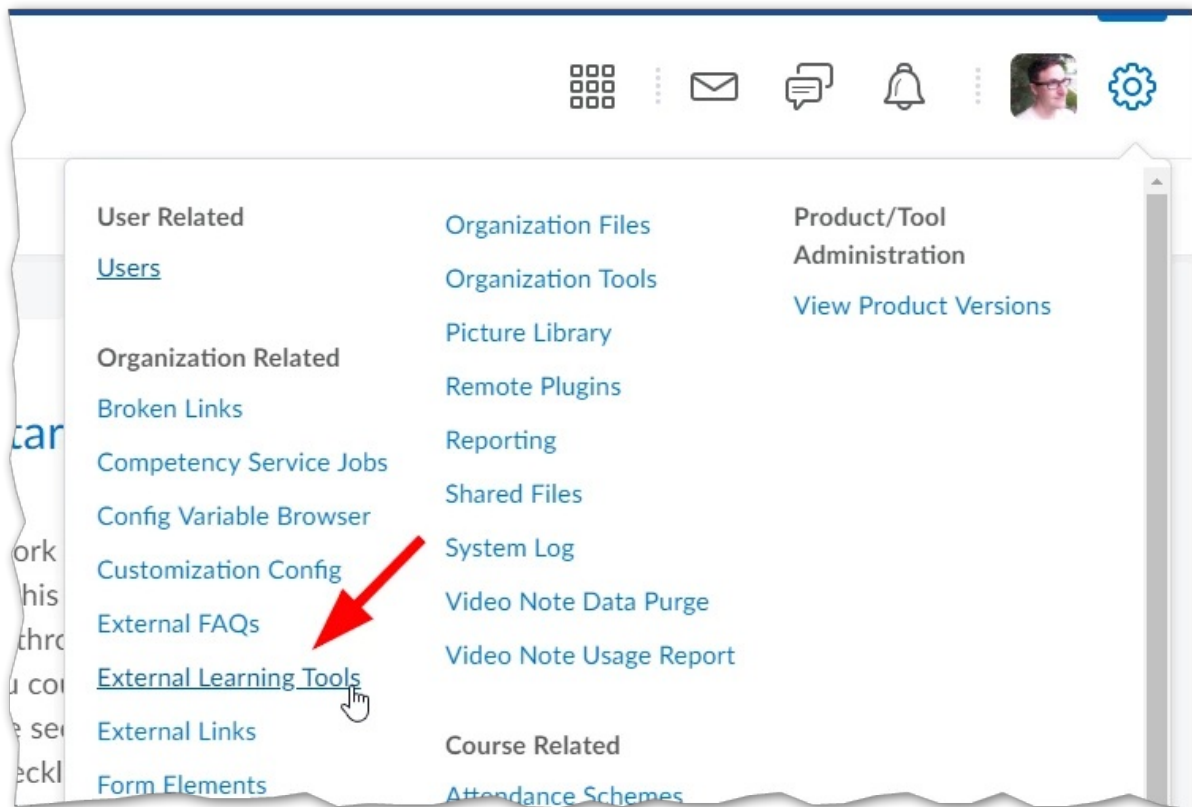 User Related
Users
Organization Related
Broken Links
Competency Service Jobs
Config Variable Browser
Customization Config
External FAQs
External Learning Tools
External Links
Form Elements
Organization Files
Organization Tools
Picture Library
Remote Plugins
Reporting
Shared Files
System Log
Video Note Data Purge
Video Note Usage Report
Course Related
Attendance Schemes
Product/Tool
Administration
View Product Versions